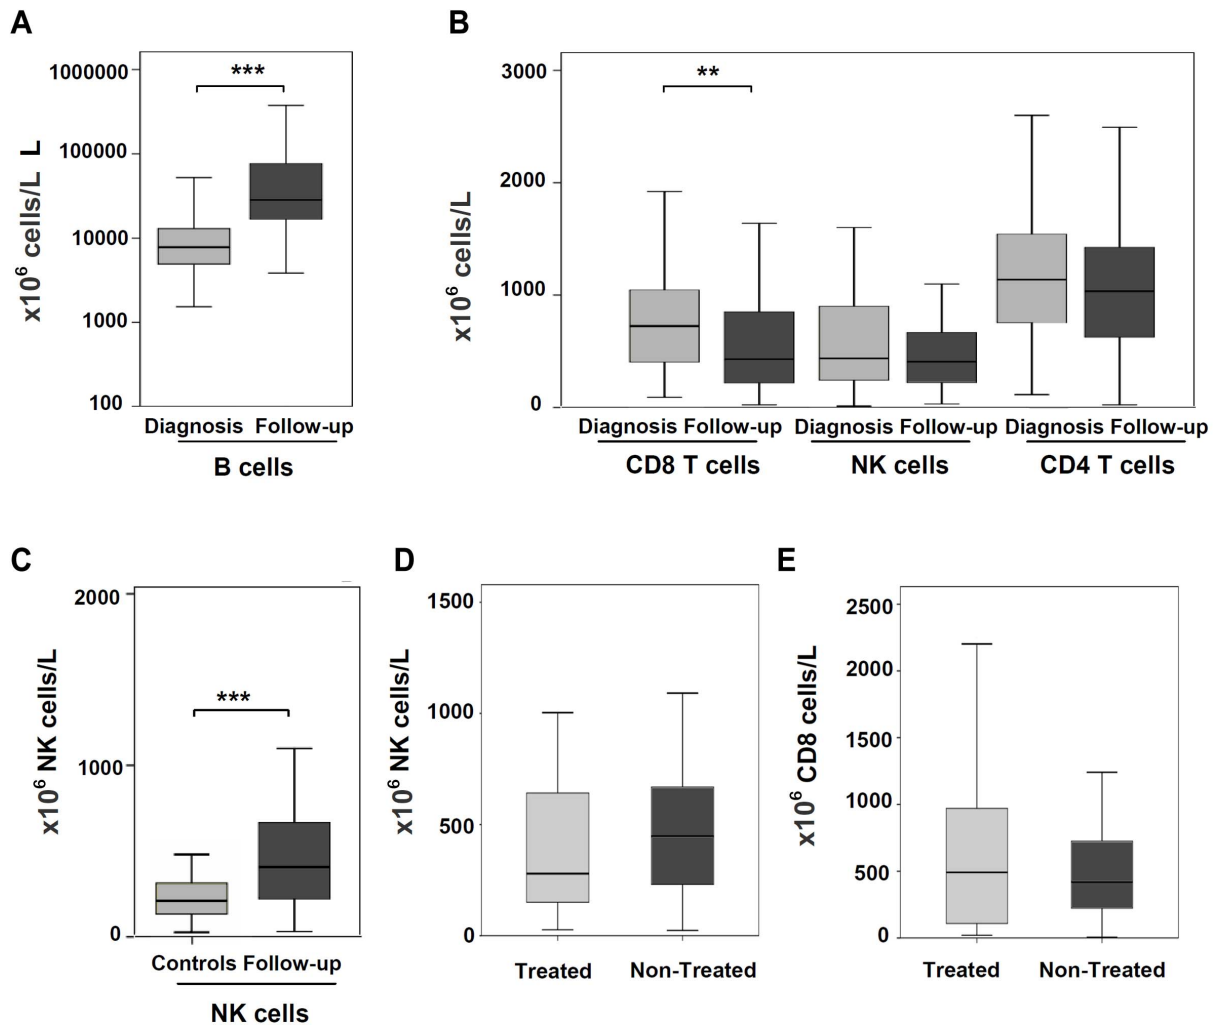 A
1000000
100000
10000
1000
100
x10⁶ cells/L L
***
Diagnosis Follow-up
B cells
B
3000
2000
1000
0
x10⁶ cells/L
**
Diagnosis Follow-up Diagnosis Follow-up Diagnosis Follow-up
CD8 T cells NK cells CD4 T cells
C
2000
1000
0
x10⁶ NK cells/L
***
Controls Follow-up
NK cells
D
1500
1000
500
0
x10⁶ NK cells/L
Treated Non-Treated
E
2500
2000
1500
1000
500
0
x10⁶ CD8 cells/L
Treated Non-Treated